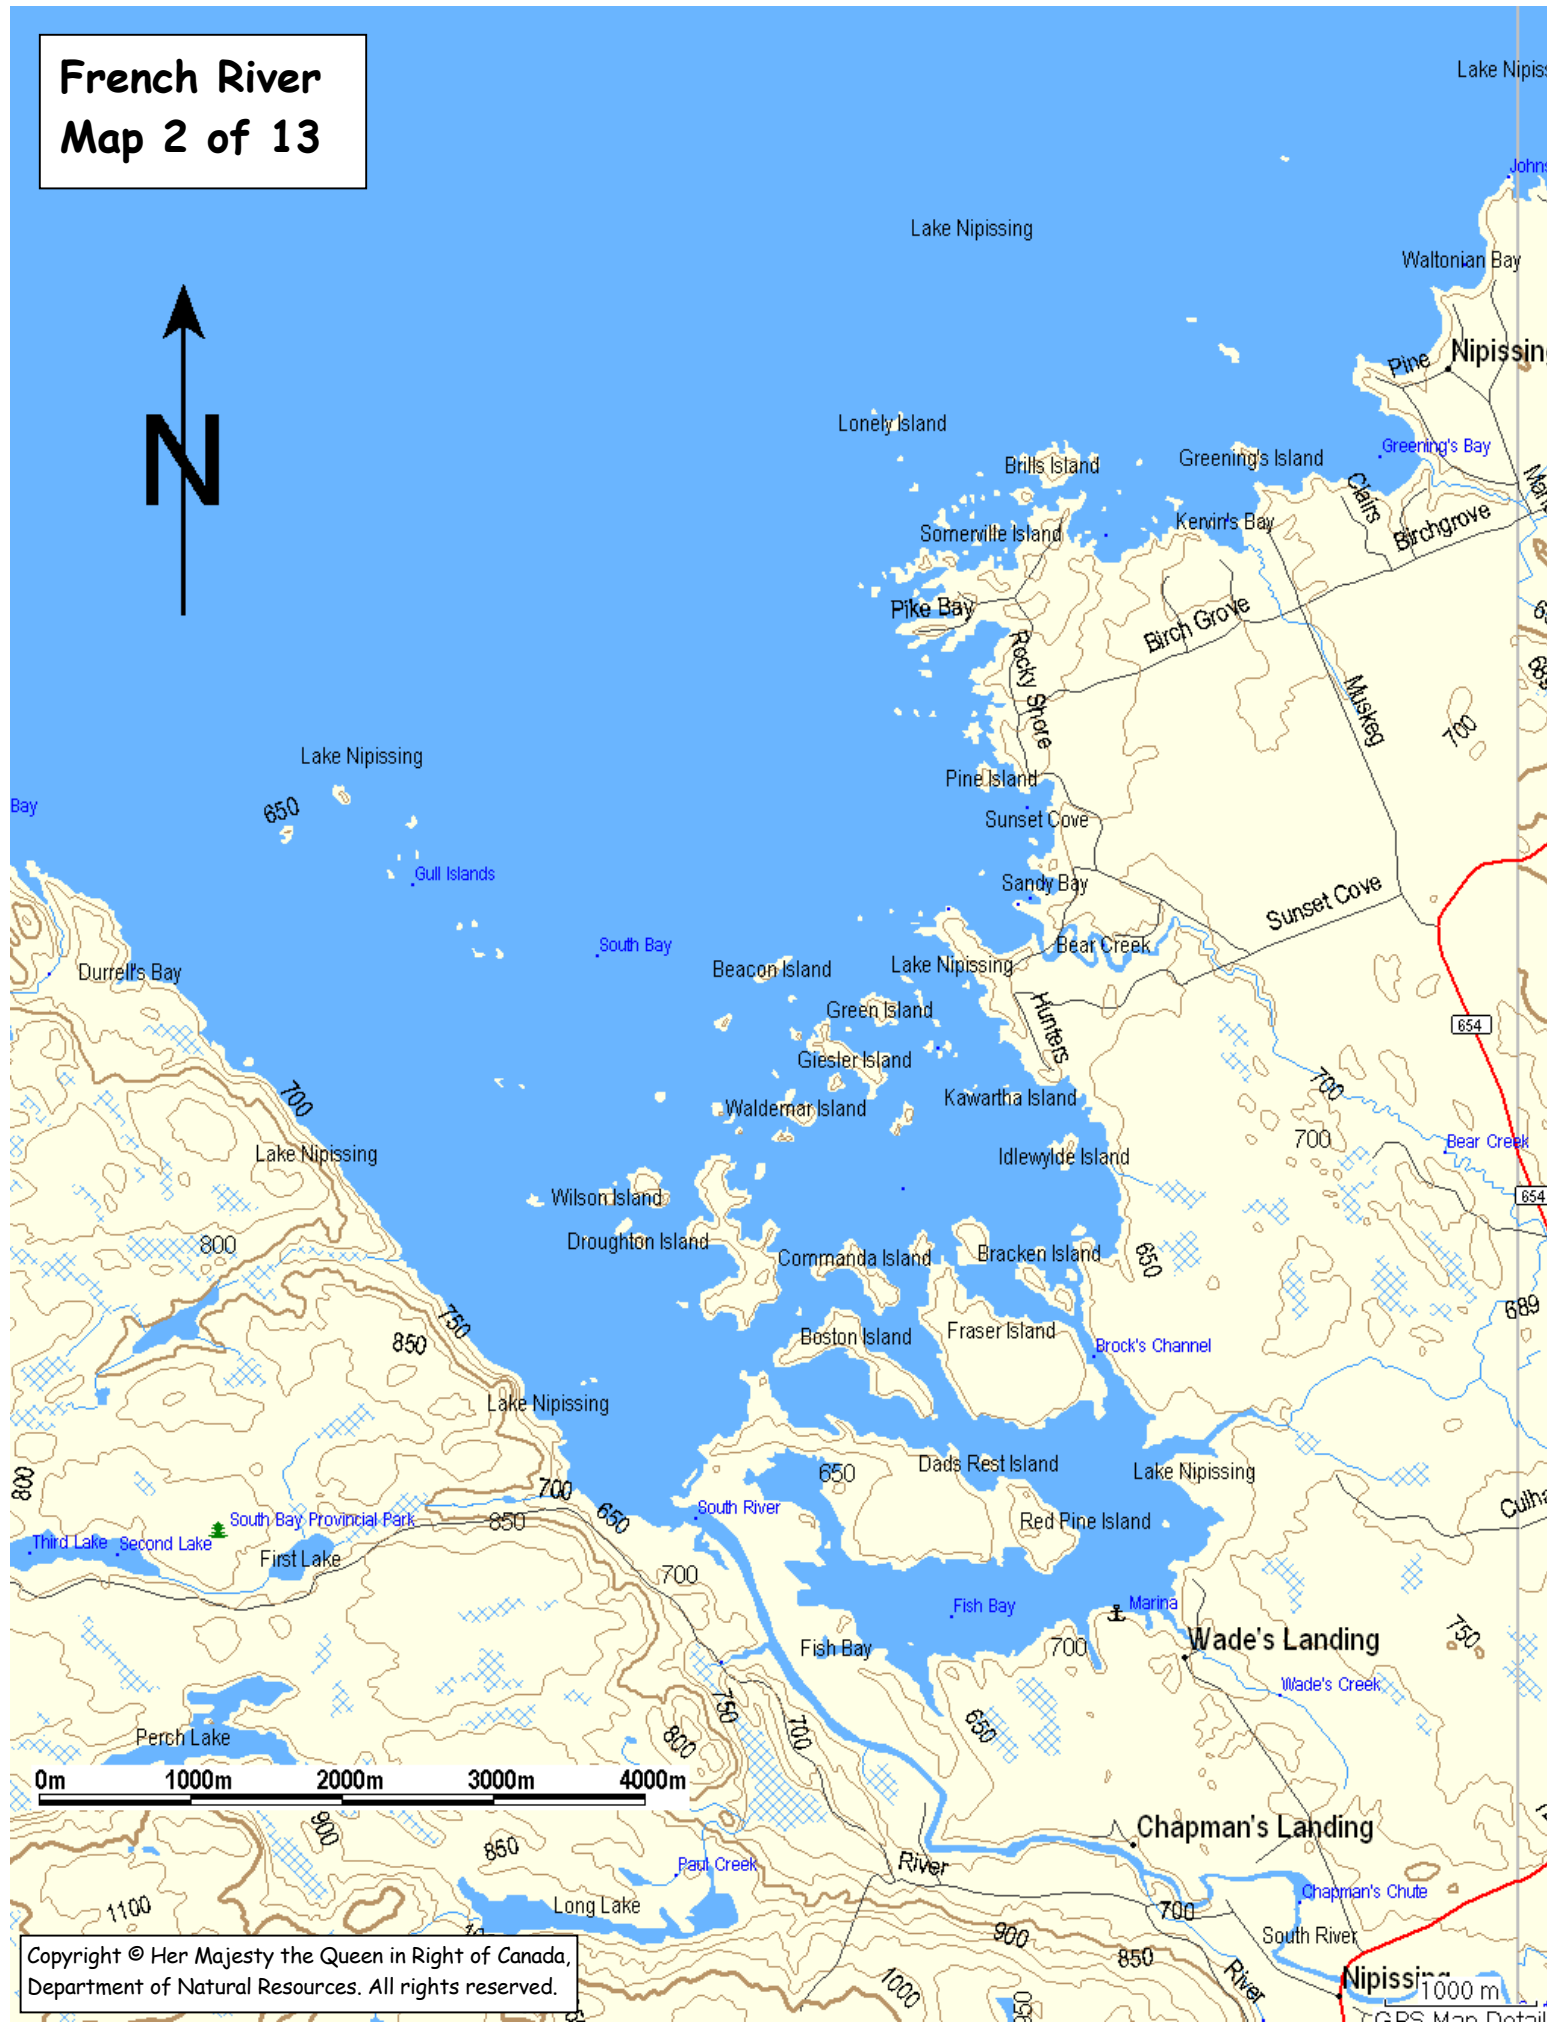 French River
Map 2 of 13
Lake Nipiss
Johns
Lake Nipissing
Waltonian Bay
Nipissin
Pine
Lonely Island
Greening's Bay
Brills Island
Greening's Island
Clairs
Kervin's Bay
Birchgrove
Somerville Island
N
Pike Bay
Birch Grove
Rocky Shore
Muskeg
700
Lake Nipissing
Pine Island
650
Bay
Sunset Cove
Gull Islands
Sandy Bay
Sunset Cove
South Bay
Bear Creek
Beacon Island
Lake Nipissing
Durrell's Bay
Green Island
Hunters
654
Giesler Island
700
700
Kawartha Island
Waldemar Island
700
Bear Creek
Lake Nipissing
Idlewylde Island
Wilson Island
654
800
Droughton Island
Commanda Island
Bracken Island
650
689
750
850
Boston Island
Fraser Island
Brock's Channel
Lake Nipissing
Dads Rest Island
650
Lake Nipissing
800
700
650
South River
Culha
South Bay Provincial Park
850
Red Pine Island
Third Lake
Second Lake
First Lake
700
Fish Bay
Marina
Fish Bay
700
Wade's Landing
750
Wade's Creek
750
700
800
650
Perch Lake
0m 1000m 2000m 3000m 4000m
900
850
Chapman's Landing
River
Paul Creek
Chapman's Chute
Long Lake
1100
700
900
South River
850
Copyright © Her Majesty the Queen in Right of Canada,
Department of Natural Resources. All rights reserved.
1000
River
Nipissing
1000 m
GPS Map Detail